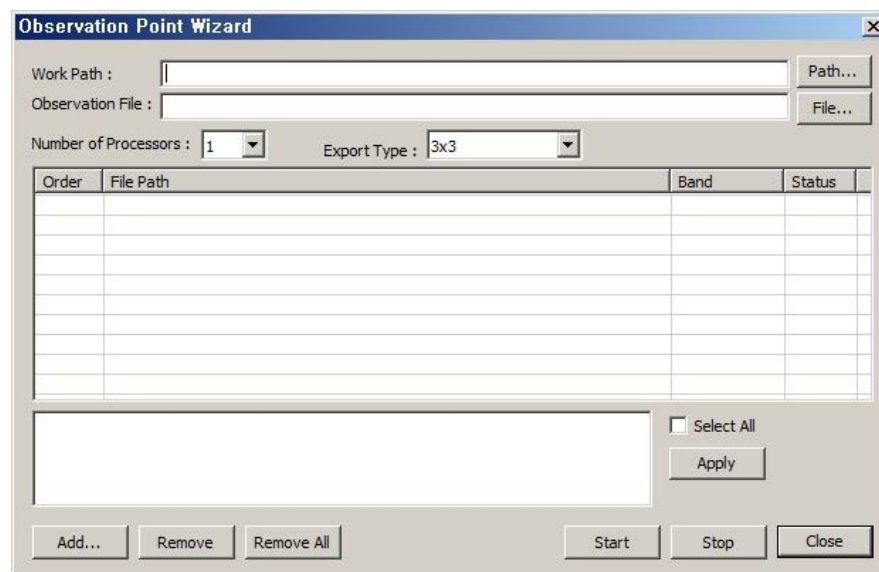 Observation Point Wizard
Work Path :
Path...
Observation File :
File...
Number of Processors : 1 Export Type : 3x3
Order File Path Band Status
Select All
Apply
Add... Remove Remove All Start Stop Close